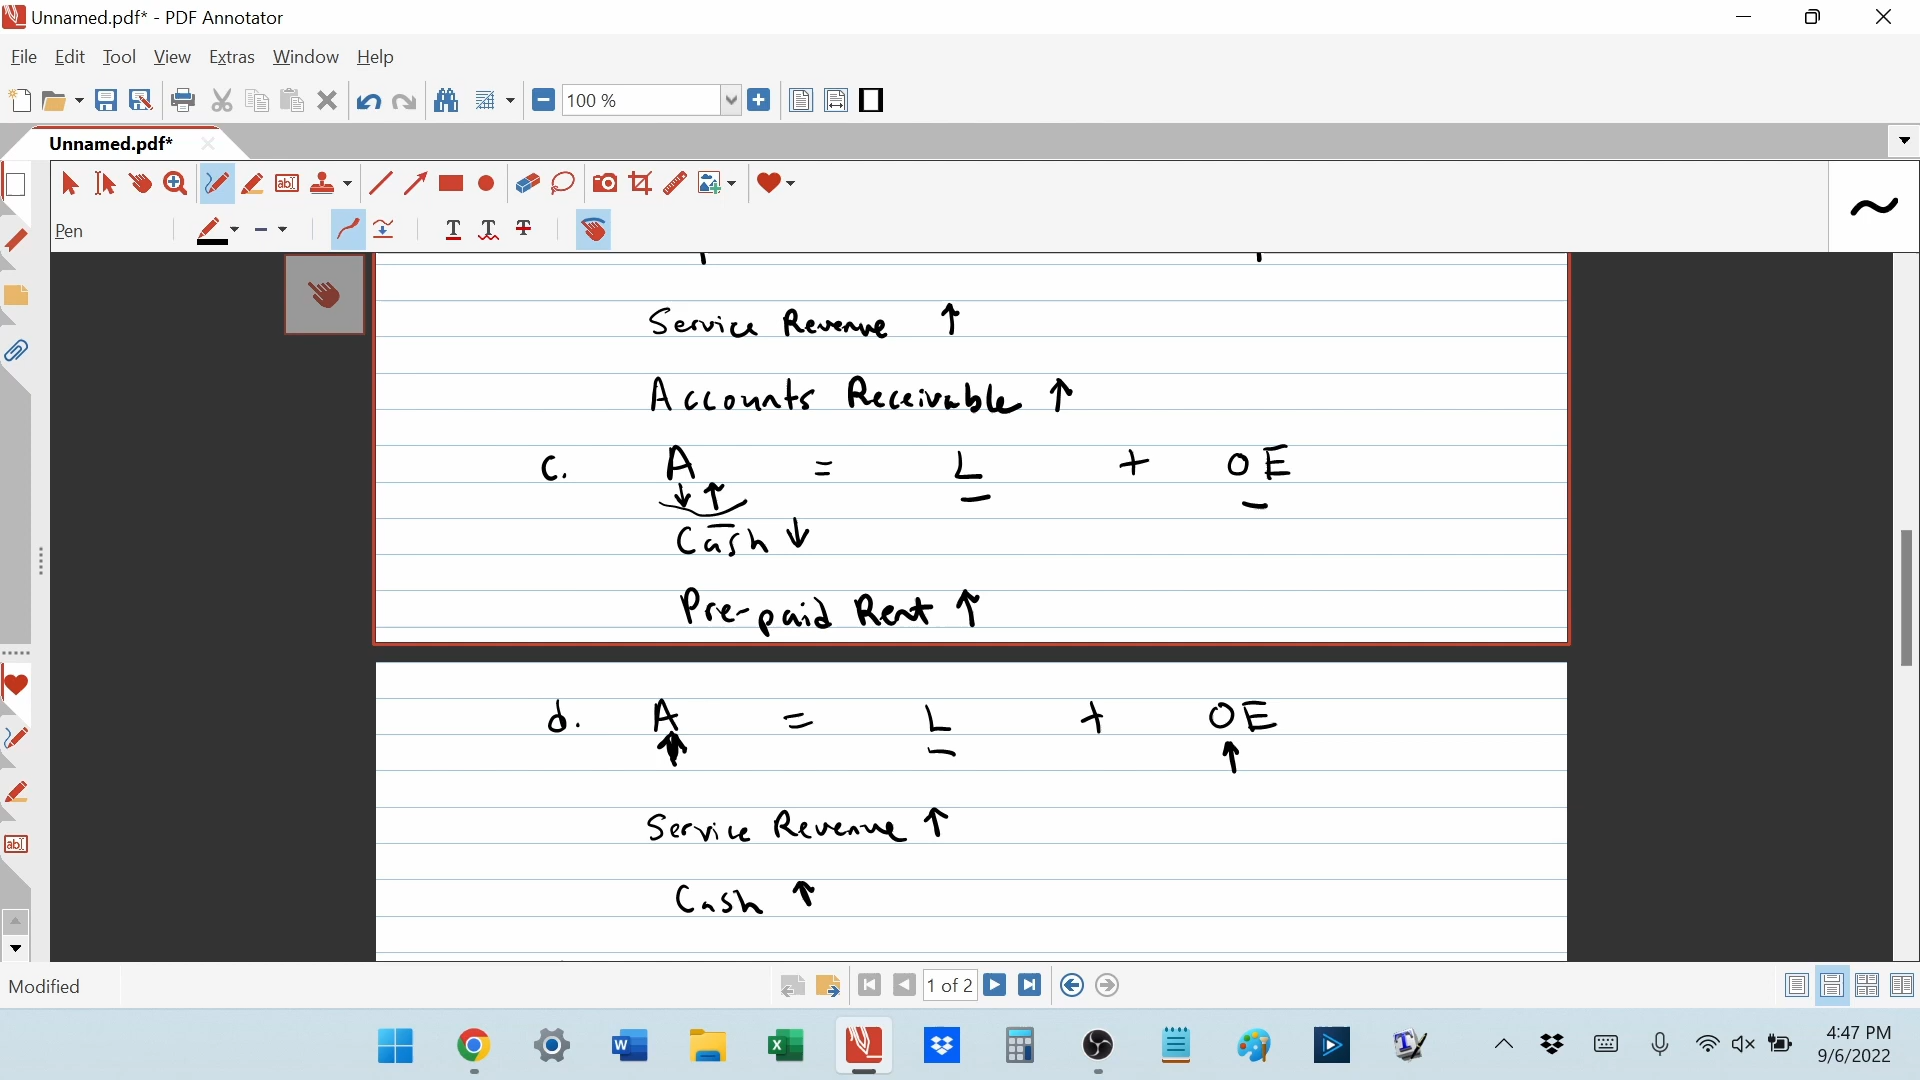 Unnamed.pdf* - PDF Annotator
File Edit Tool View Extras Window Help
100 %
Unnamed.pdf*
Pen
Service Revenue ↑
Accounts Receivable ↑
c. A = L + OE
↓ ↑ – –
Cash ↓
Pre-paid Rent ↑
d. A = L + OE
↑ – ↑
Service Revenue ↑
Cash ↑
Modified
1 of 2
4:47 PM
9/6/2022